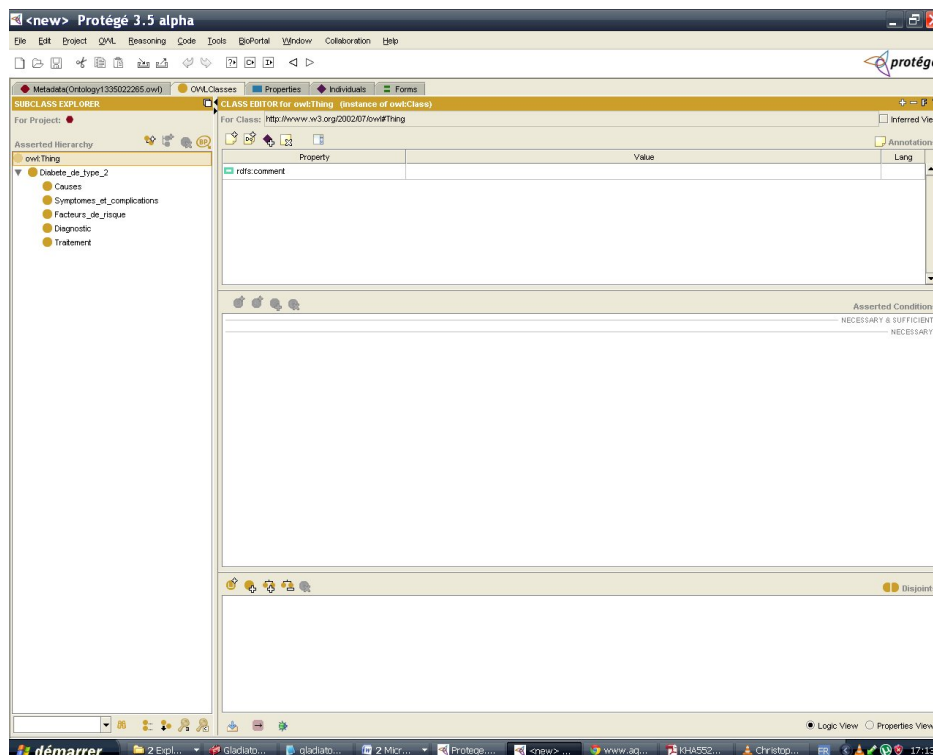 <new> Protégé 3.5 alpha
File Edit Project OWL Reasoning Code Tools BioPortal Window Collaboration Help
protégé
Metadata(Ontology1335022265.owl) OWLClasses Properties Individuals Forms
SUBCLASS EXPLORER
For Project:
Asserted Hierarchy
owl:Thing
Diabete_de_type_2
Causes
Symptomes_et_complications
Facteurs_de_risque
Diagnostic
Traitement
CLASS EDITOR for owl:Thing (instance of owl:Class)
For Class: http://www.w3.org/2002/07/owl#Thing
Inferred Vie
Annotation
Property Value Lang
rdfs:comment
Asserted Condition
NECESSARY & SUFFICIENT
NECESSARY
Disjoint
Logic View Properties View
démarrer 2 Expl... Gladiato... gladiato... 2 Micr... Protege.... <new> ... www.aq... KHA552... Christop... FR 17:13